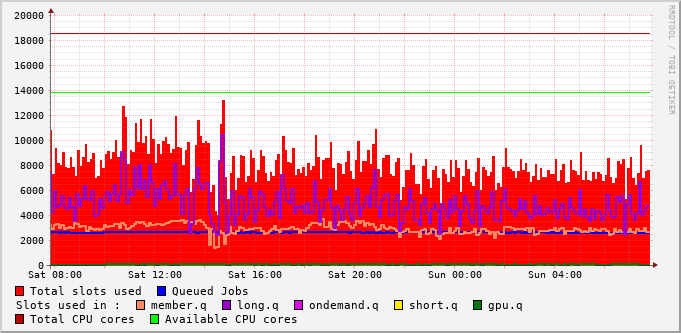 20000
18000
16000
14000
12000
10000
8000
6000
4000
2000
0
Sat 08:00 Sat 12:00 Sat 16:00 Sat 20:00 Sun 00:00 Sun 04:00
RRDTOOL / TOBI OETIKER
Total slots used Queued Jobs
Slots used in : member.q long.q ondemand.q short.q gpu.q
Total CPU cores Available CPU cores